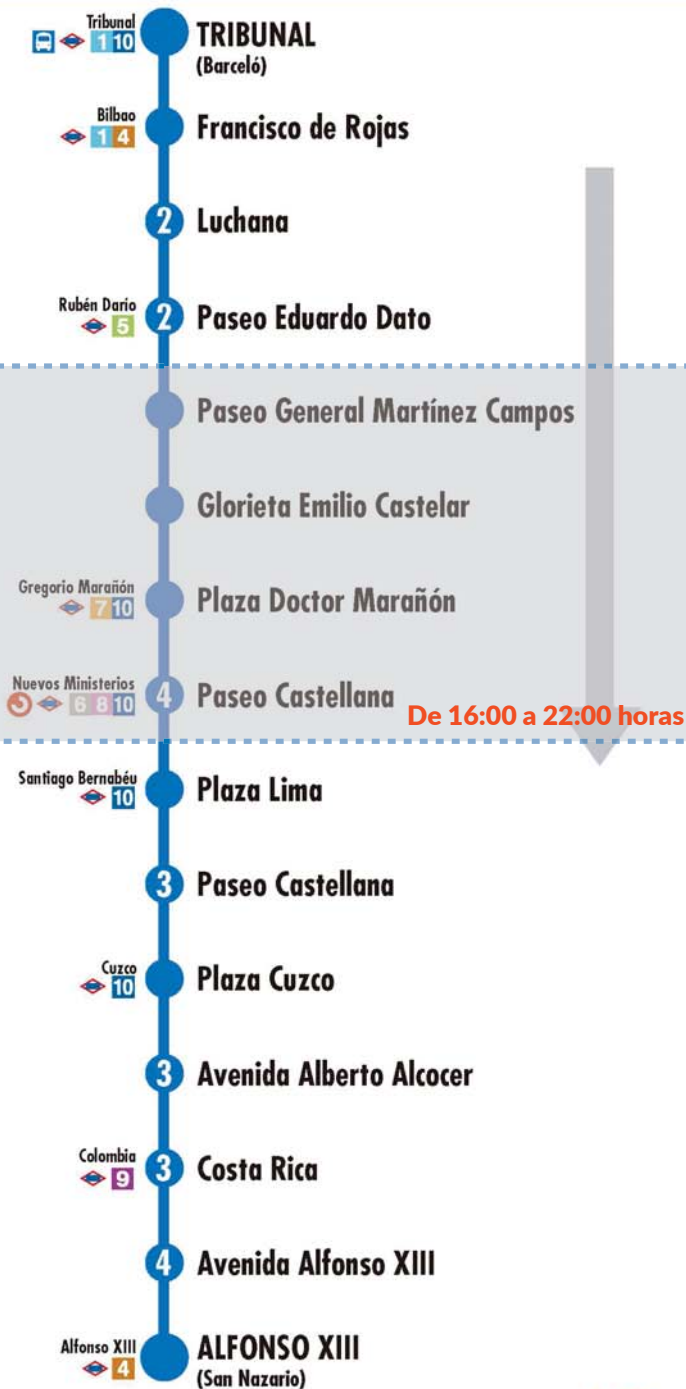 Tribunal
1 10
TRIBUNAL
(Barceló)
Bilbao
1 4
Francisco de Rojas
2
Luchana
Rubén Darío
5
2
Paseo Eduardo Dato
Paseo General Martínez Campos
Glorieta Emilio Castelar
Gregorio Marañón
7 10
Plaza Doctor Marañón
Nuevos Ministerios
6 8 10
4
Paseo Castellana
De 16:00 a 22:00 horas
Santiago Bernabéu
10
Plaza Lima
3
Paseo Castellana
Cuzco
10
Plaza Cuzco
3
Avenida Alberto Alcocer
Colombia
9
3
Costa Rica
4
Avenida Alfonso XIII
Alfonso XIII
4
ALFONSO XIII
(San Nazario)